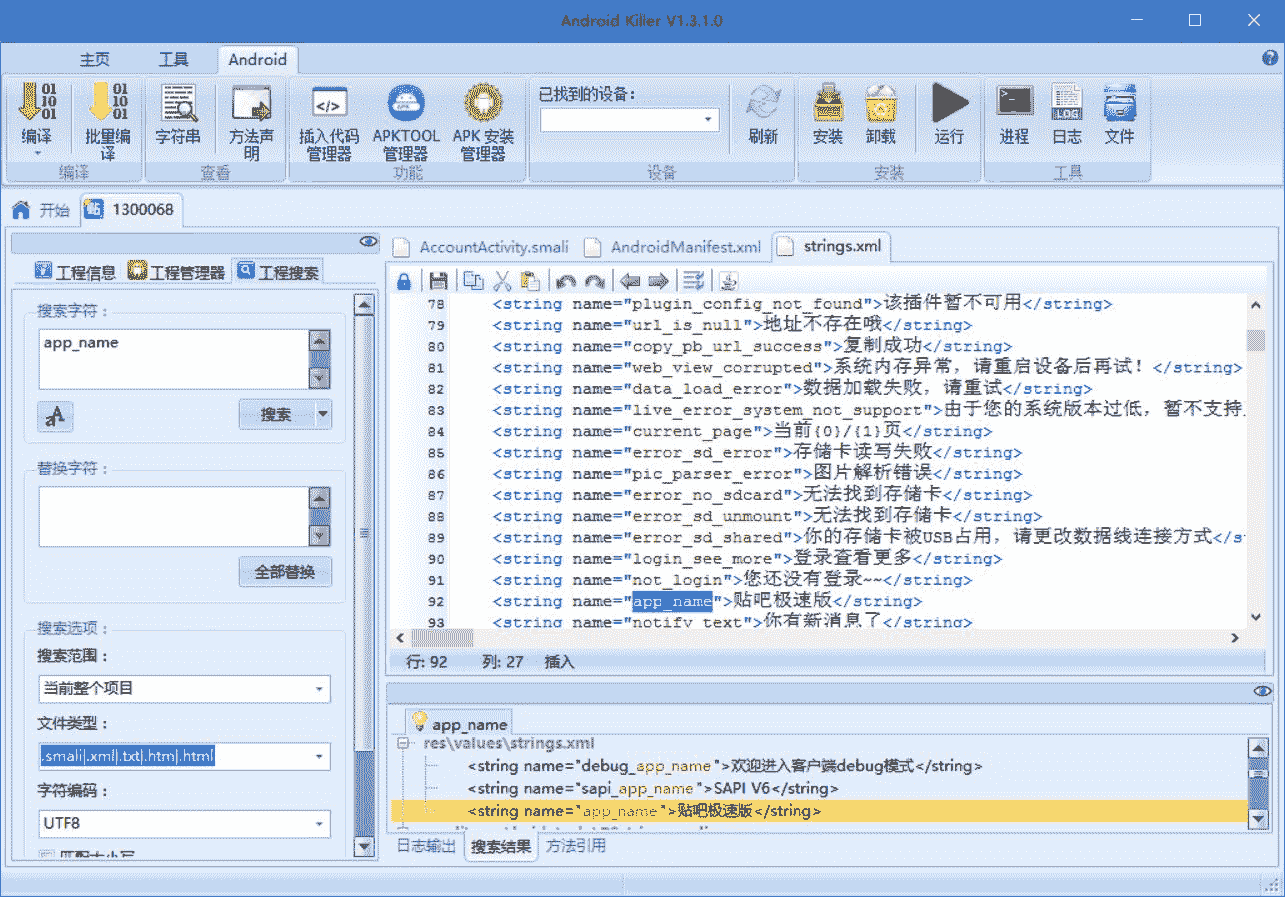 Android Killer V1.3.1.0
主页 工具 Android
编译 批量编译 字符串 方法声明 插入代码管理器 APKTOOL管理器 APK 安装管理器 已找到的设备： 刷新 安装 卸载 运行 进程 日志 文件
编译 查看 功能 设备 安装 工具
开始 1300068
工程信息 工程管理器 工程搜索
搜索字符：
app_name
搜索
替换字符：
全部替换
搜索选项：
搜索范围：
当前整个项目
文件类型：
.smali|.xml|.txt|.htm|.html
字符编码：
UTF8
匹配大小写
AccountActivity.smali AndroidManifest.xml strings.xml
78 <string name="plugin_config_not_found">该插件暂不可用</string>
79 <string name="url_is_null">地址不存在哦</string>
80 <string name="copy_pb_url_success">复制成功</string>
81 <string name="web_view_corrupted">系统内存异常，请重启设备后再试！</string>
82 <string name="data_load_error">数据加载失败，请重试</string>
83 <string name="live_error_system_not_support">由于您的系统版本过低，暂不支持
84 <string name="current_page">当前{0}/{1}页</string>
85 <string name="error_sd_error">存储卡读写失败</string>
86 <string name="pic_parser_error">图片解析错误</string>
87 <string name="error_no_sdcard">无法找到存储卡</string>
88 <string name="error_sd_unmount">无法找到存储卡</string>
89 <string name="error_sd_shared">你的存储卡被USB占用，请更改数据线连接方式</s
90 <string name="login_see_more">登录查看更多</string>
91 <string name="not_login">您还没有登录~~</string>
92 <string name="app_name">贴吧极速版</string>
93 <string name="notify_text">你有新消息了</string>
行: 92 列: 27 插入
app_name
res\values\strings.xml
<string name="debug_app_name">欢迎进入客户端debug模式</string>
<string name="sapi_app_name">SAPI V6</string>
<string name="app_name">贴吧极速版</string>
日志输出 搜索结果 方法引用